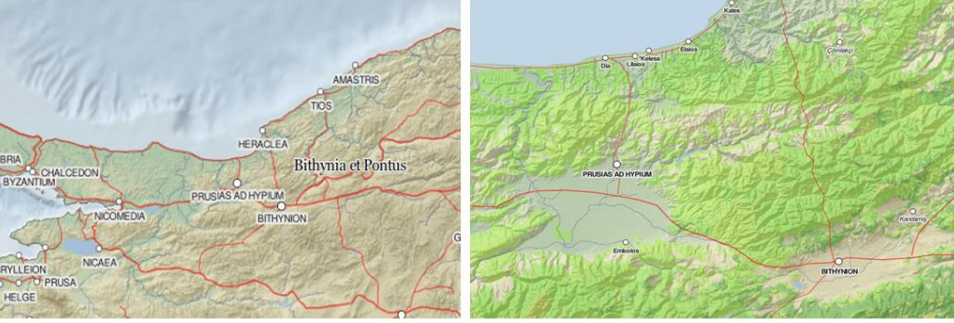 AMASTRIS
TIOS
HERACLEA
Bithynia et Pontus
BRIA
CHALCEDON
BYZANTIUM
PRUSIAS AD HYPIUM
NICOMEDIA
BITHYNION
NICAEA
G
RYLLEION
PRUSA
HELGE
Kales
Elaios
Çömlekçi
Kelesa
Lilaios
Dia
PRUSIAS AD HYPIUM
Kandamış
Embolos
BITHYNION